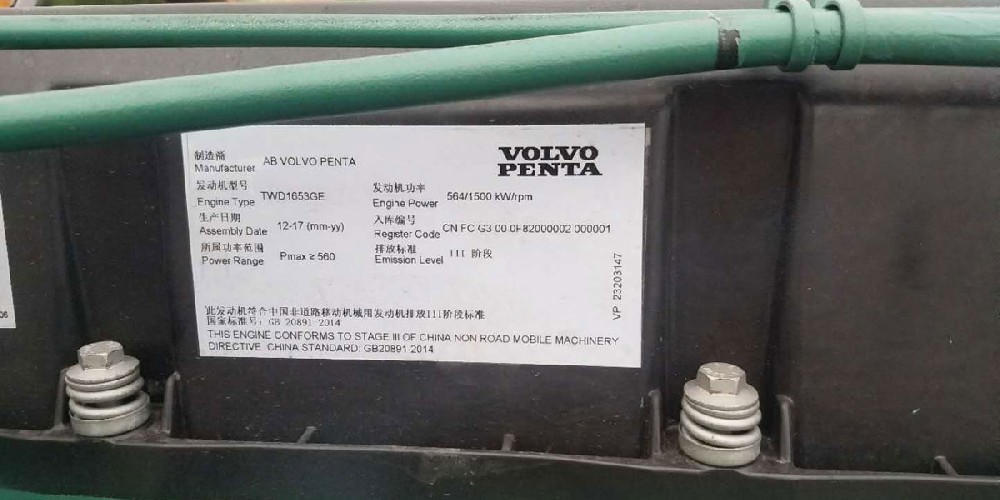 制造商
Manufacturer AB VOLVO PENTA
VOLVO
PENTA
发动机型号
Engine Type TWD1653GE
发动机功率
Engine Power 564/1500 kW/rpm
生产日期
Assembly Date 12-17 (mm-yy)
入库编号
Register Code CN FC G3 00 0F82000002 000001
所属功率范围
Power Range Pmax ≥ 560
排放标准
Emission Level III 阶段
VP 23203147
此发动机符合中国非道路移动机械用发动机排放III阶段标准
国家标准号: GB 20891-2014
THIS ENGINE CONFORMS TO STAGE III OF CHINA NON ROAD MOBILE MACHINERY
DIRECTIVE. CHINA STANDARD: GB20891-2014
06